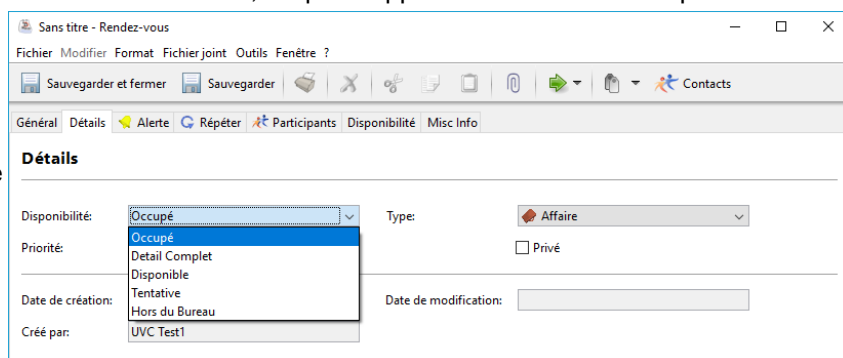 Sans titre - Rendez-vous
Fichier Modifier Format Fichier joint Outils Fenêtre ?
Sauvegarder et fermer Sauvegarder Contacts
Général Détails Alerte Répéter Participants Disponibilité Misc Info
Détails
Disponibilité: Occupé Type: Affaire
Occupé
Priorité: Privé
Detail Complet
Disponible
Tentative
Date de création: Date de modification:
Hors du Bureau
Créé par: UVC Test1